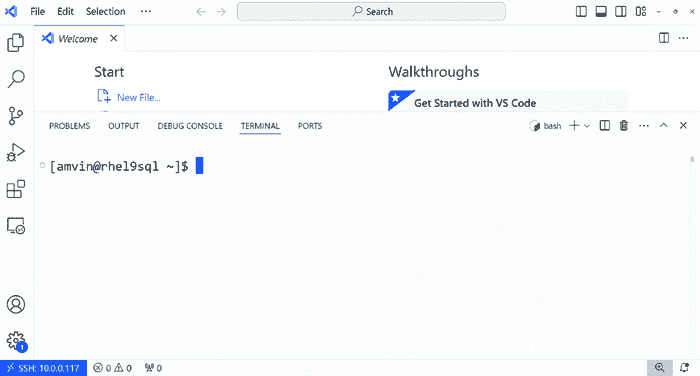 File Edit Selection ··· Search
Welcome
Start Walkthroughs
New File... Get Started with VS Code
PROBLEMS OUTPUT DEBUG CONSOLE TERMINAL PORTS bash
[amvin@rhel9sql ~]$
1
SSH: 10.0.0.117 0 0 0